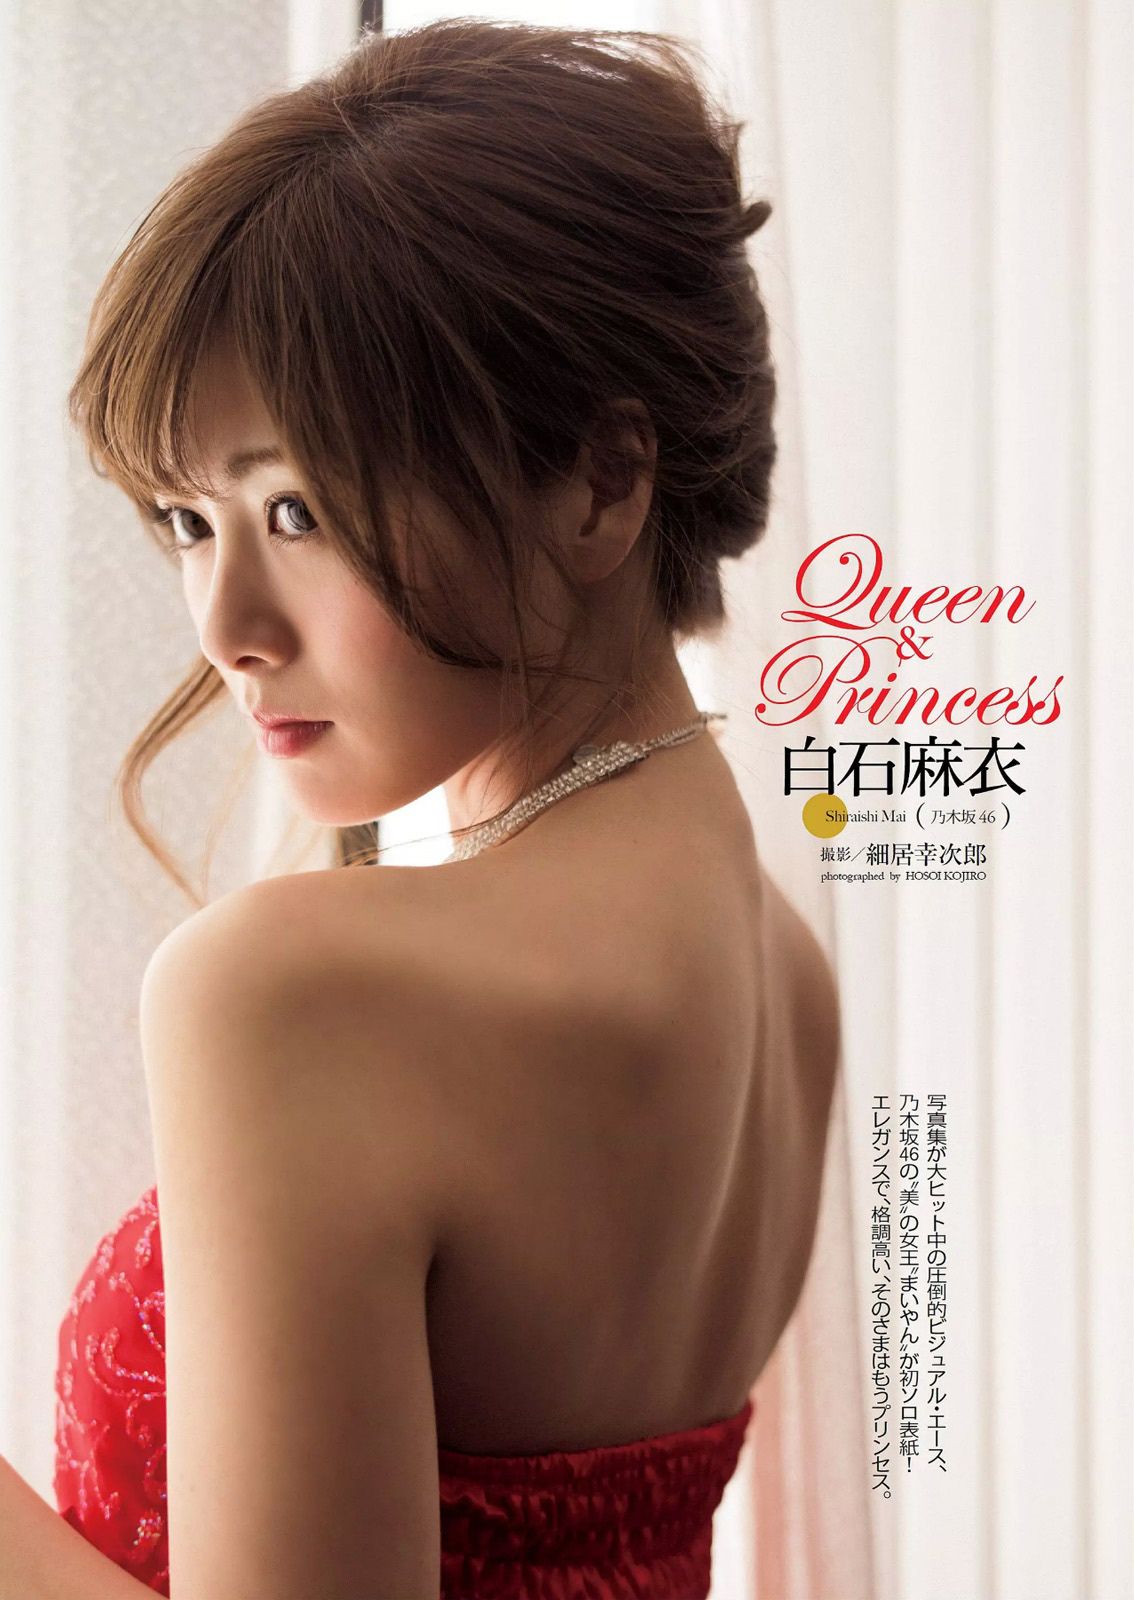 Queen
&
Princess
白石麻衣
Shiraishi Mai ( 乃木坂46 )
撮影／細居幸次郎
photographed by HOSOI KOJIRO
写真集が大ヒット中の圧倒的ビジュアル・エース、
乃木坂46の〝美〟の女王〝まいやん〟が初ソロ表紙！
エレガンスで、格調高い、そのさまはもうプリンセス。